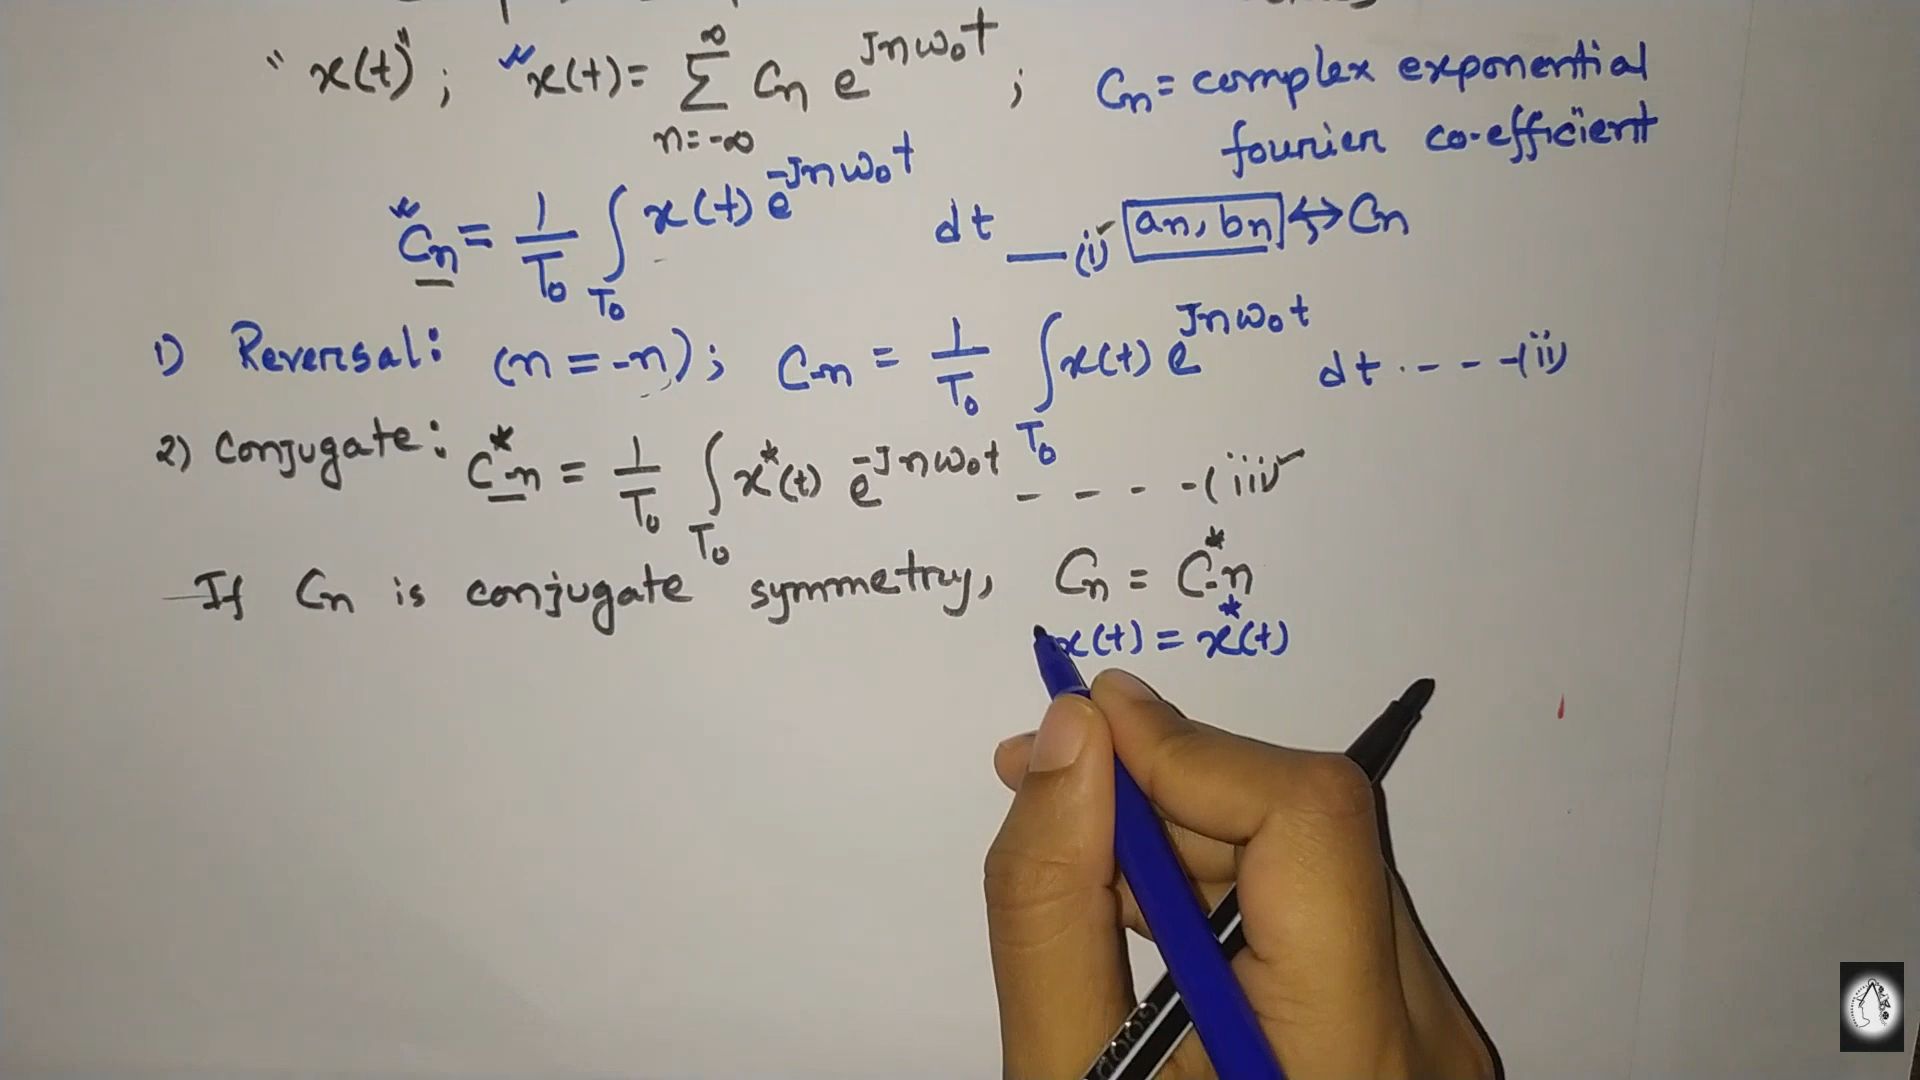 "x(t)"; x(t)= ∞ Σ n=-∞ Cn e^Jnω₀t ; Cn = complex exponential
fourier co-efficient
Cn = 1/T₀ ∫T₀ x(t) e^-Jnω₀t dt — (i) an, bn ↔ Cn
1) Reversal: (n = -n); C-n = 1/T₀ ∫T₀ x(t) e^Jnω₀t dt . - - -(ii)
2) Conjugate: C*-n = 1/T₀ ∫T₀ x*(t) e^-Jnω₀t - - - -(iii)
If Cn is conjugate symmetry, Cn = C*-n
x(t) = x*(t)